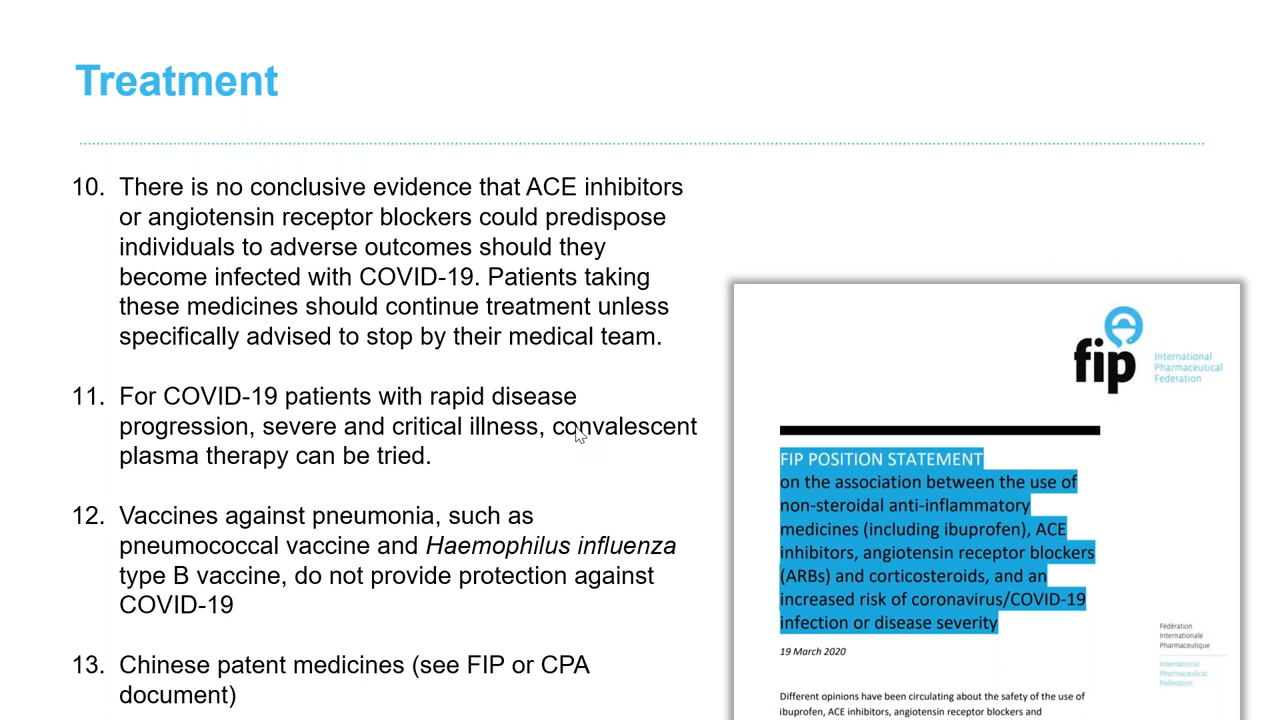 Treatment
10. There is no conclusive evidence that ACE inhibitors
or angiotensin receptor blockers could predispose
individuals to adverse outcomes should they
become infected with COVID-19. Patients taking
these medicines should continue treatment unless
specifically advised to stop by their medical team.
11. For COVID-19 patients with rapid disease
progression, severe and critical illness, convalescent
plasma therapy can be tried.
12. Vaccines against pneumonia, such as
pneumococcal vaccine and Haemophilus influenza
type B vaccine, do not provide protection against
COVID-19
13. Chinese patent medicines (see FIP or CPA
document)
fip
International
Pharmaceutical
Federation
FIP POSITION STATEMENT
on the association between the use of
non-steroidal anti-inflammatory
medicines (including ibuprofen), ACE
inhibitors, angiotensin receptor blockers
(ARBs) and corticosteroids, and an
increased risk of coronavirus/COVID-19
infection or disease severity
19 March 2020
Fédération
Internationale
Pharmaceutique
International
Pharmaceutical
Federation
Different opinions have been circulating about the safety of the use of
ibuprofen, ACE inhibitors, angiotensin receptor blockers and